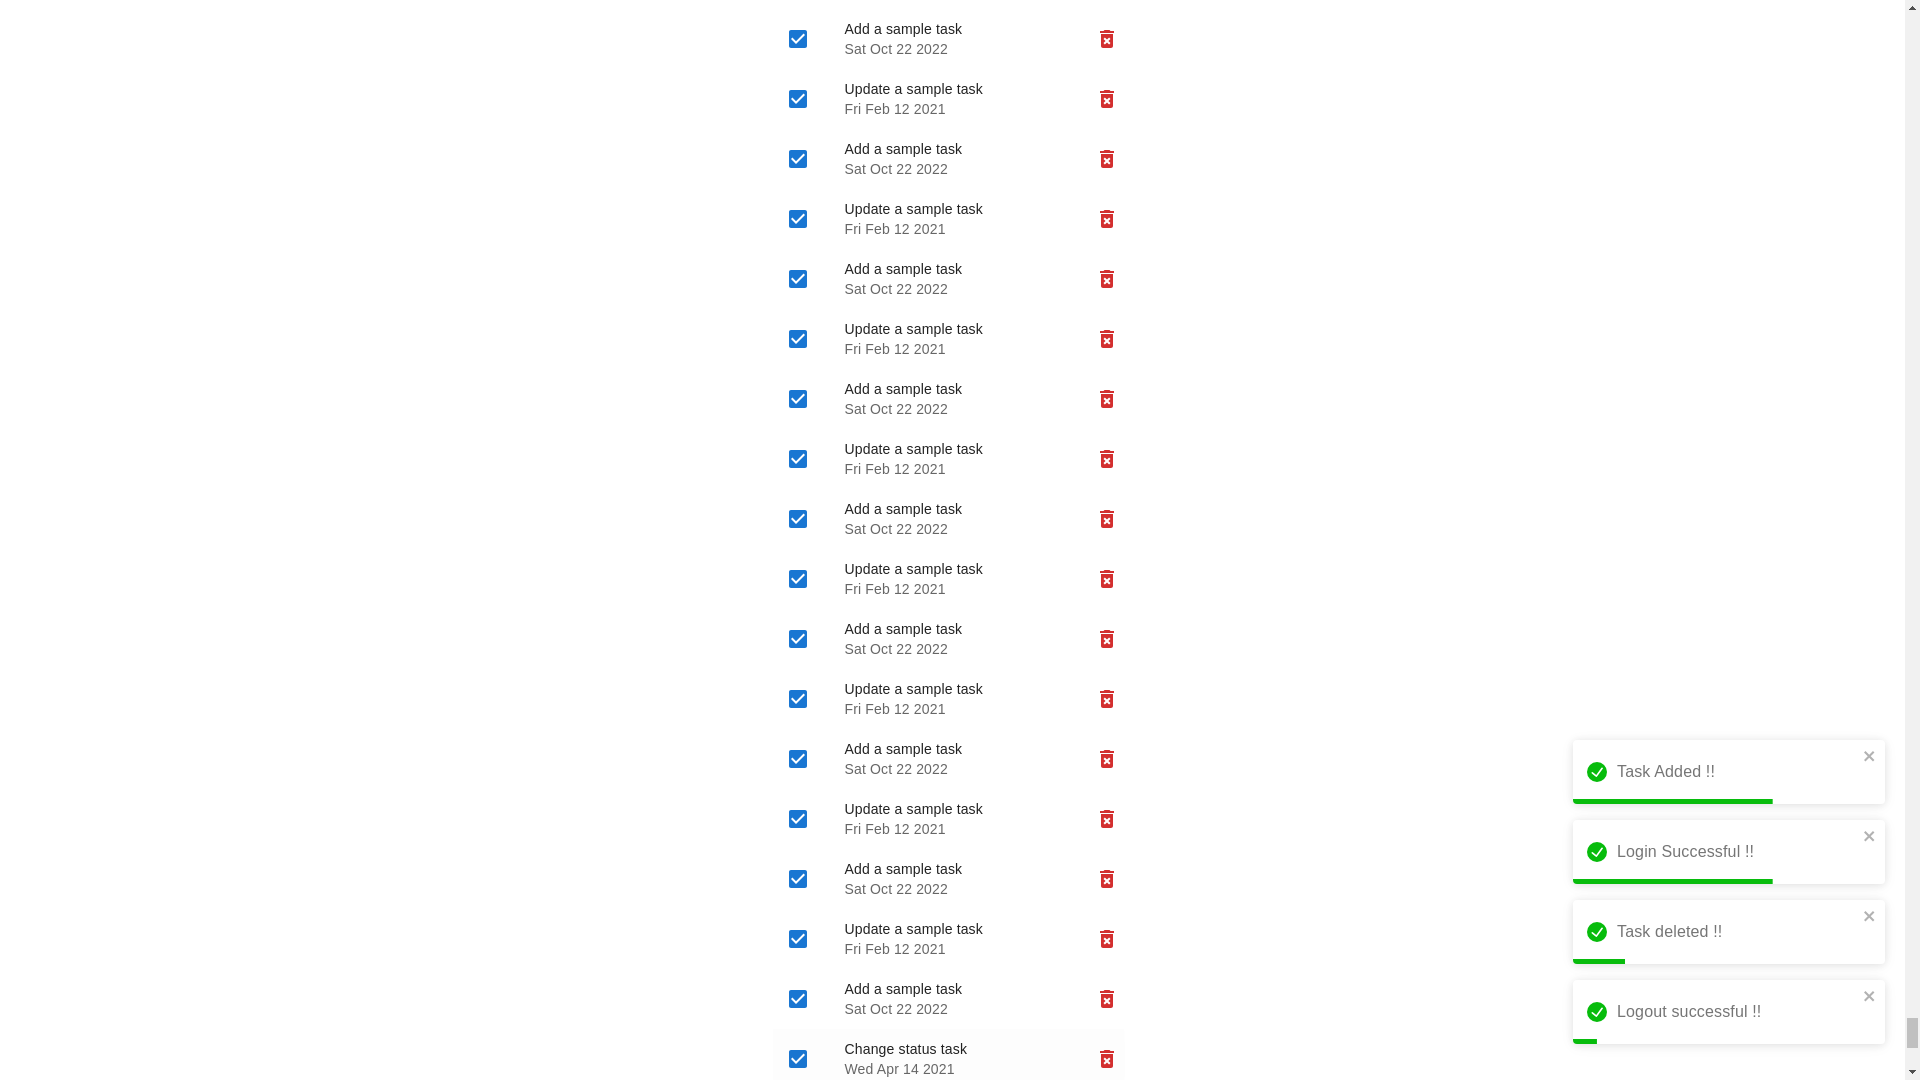 Add a sample task
Sat Oct 22 2022
Update a sample task
Fri Feb 12 2021
Add a sample task
Sat Oct 22 2022
Update a sample task
Fri Feb 12 2021
Add a sample task
Sat Oct 22 2022
Update a sample task
Fri Feb 12 2021
Add a sample task
Sat Oct 22 2022
Update a sample task
Fri Feb 12 2021
Add a sample task
Sat Oct 22 2022
Update a sample task
Fri Feb 12 2021
Add a sample task
Sat Oct 22 2022
Update a sample task
Fri Feb 12 2021
Add a sample task
Sat Oct 22 2022
Update a sample task
Fri Feb 12 2021
Add a sample task
Sat Oct 22 2022
Update a sample task
Fri Feb 12 2021
Add a sample task
Sat Oct 22 2022
Change status task
Wed Apr 14 2021
Task Added !!
Login Successful !!
Task deleted !!
Logout successful !!